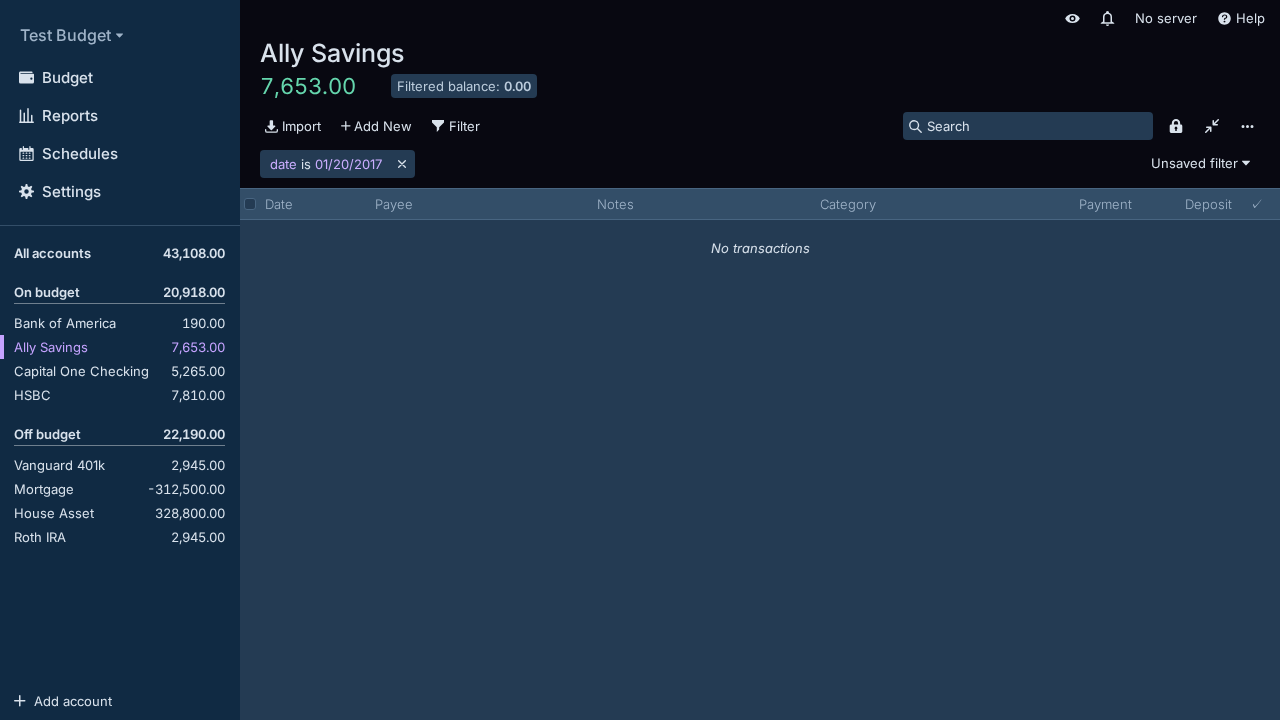 Test Budget
Budget
Reports
Schedules
Settings
All accounts 43,108.00
On budget 20,918.00
Bank of America 190.00
Ally Savings 7,653.00
Capital One Checking 5,265.00
HSBC 7,810.00
Off budget 22,190.00
Vanguard 401k 2,945.00
Mortgage -312,500.00
House Asset 328,800.00
Roth IRA 2,945.00
Add account
No server Help
Ally Savings
7,653.00 Filtered balance: 0.00
Import Add New Filter Search
date is 01/20/2017 Unsaved filter
Date Payee Notes Category Payment Deposit ✓
No transactions